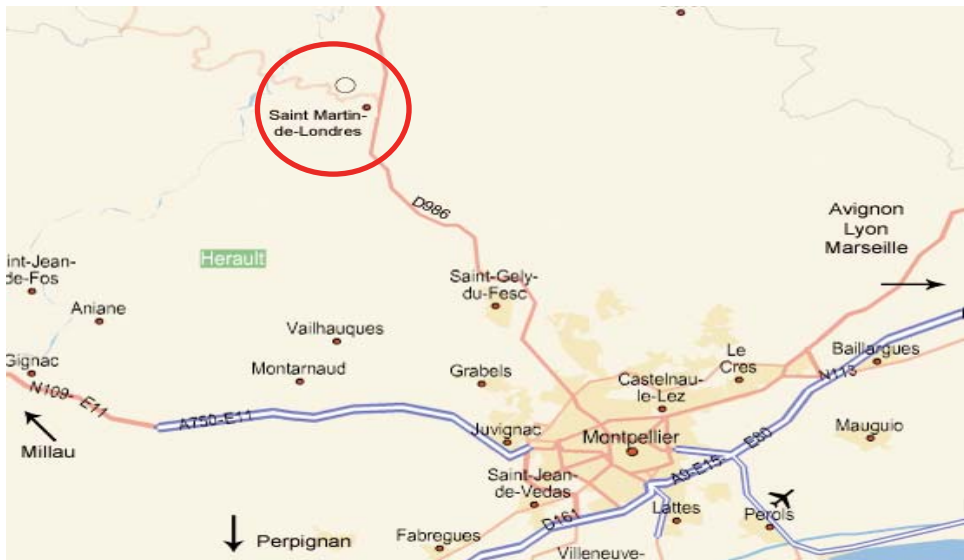 Saint Martin-
de-Londres
D986
Avignon
Lyon
Marseille
Herault
int-Jean-
de-Fos
Saint-Gely-
du-Fesc
Aniane
Vailhauques
Gignac
Montarnaud
Grabels
Le
Cres
Baillargues
N113
N109- E11
A750-E11
Castelnau-
le-Lez
Millau
Juvignac
Montpellier
E80
Mauguio
A9-E15
Saint-Jean-
de-Vedas
D161
Lattes
Perols
Perpignan
Fabregues
Villeneuve-